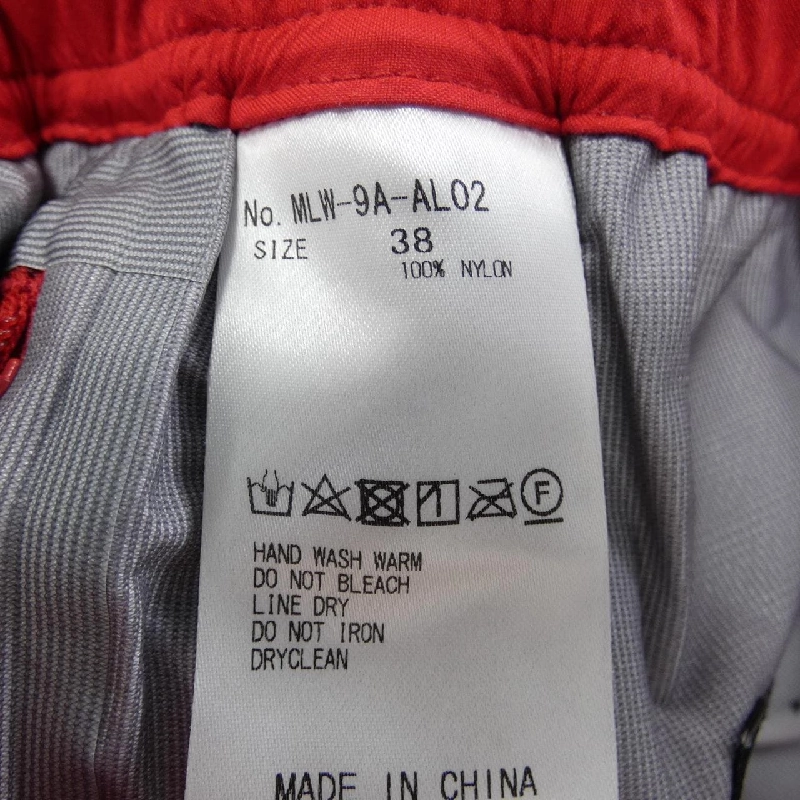 No. MLW-9A-AL02
SIZE 38
100% NYLON
F
HAND WASH WARM
DO NOT BLEACH
LINE DRY
DO NOT IRON
DRYCLEAN
MADE IN CHINA